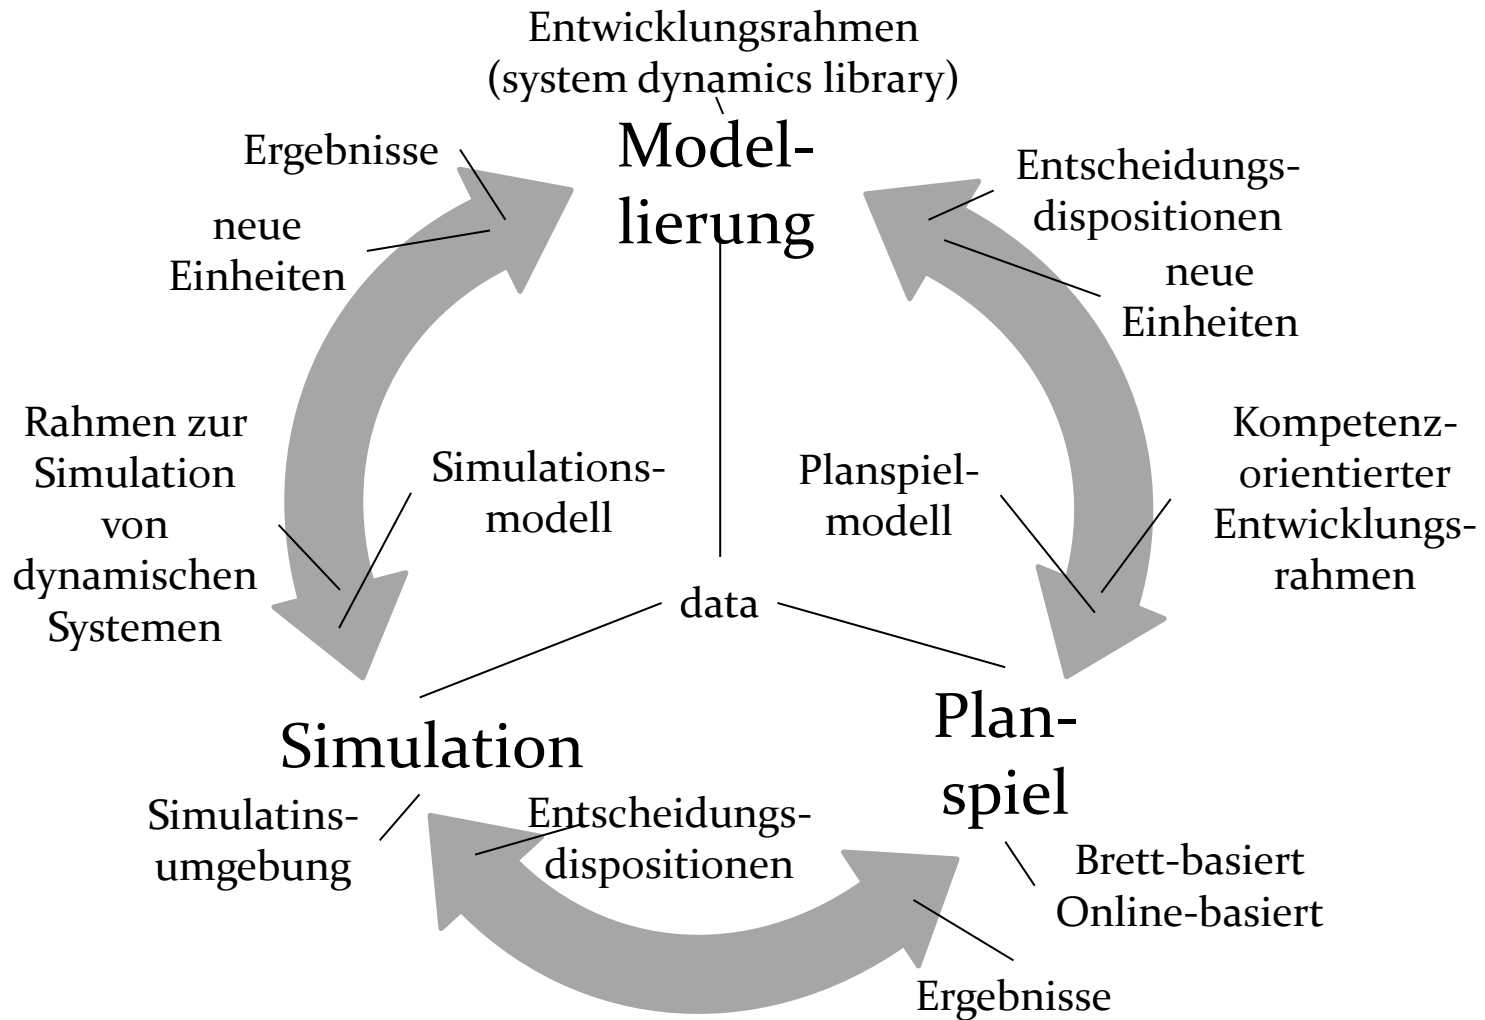 Entwicklungsrahmen
(system dynamics library)
Model-
lierung
Ergebnisse
neue
Einheiten
Entscheidungs-
dispositionen
neue
Einheiten
Rahmen zur
Simulation
von
dynamischen
Systemen
Simulations-
modell
Planspiel-
modell
Kompetenz-
orientierter
Entwicklungs-
rahmen
data
Simulation
Plan-
spiel
Simulatins-
umgebung
Entscheidungs-
dispositionen
Brett-basiert
Online-basiert
Ergebnisse